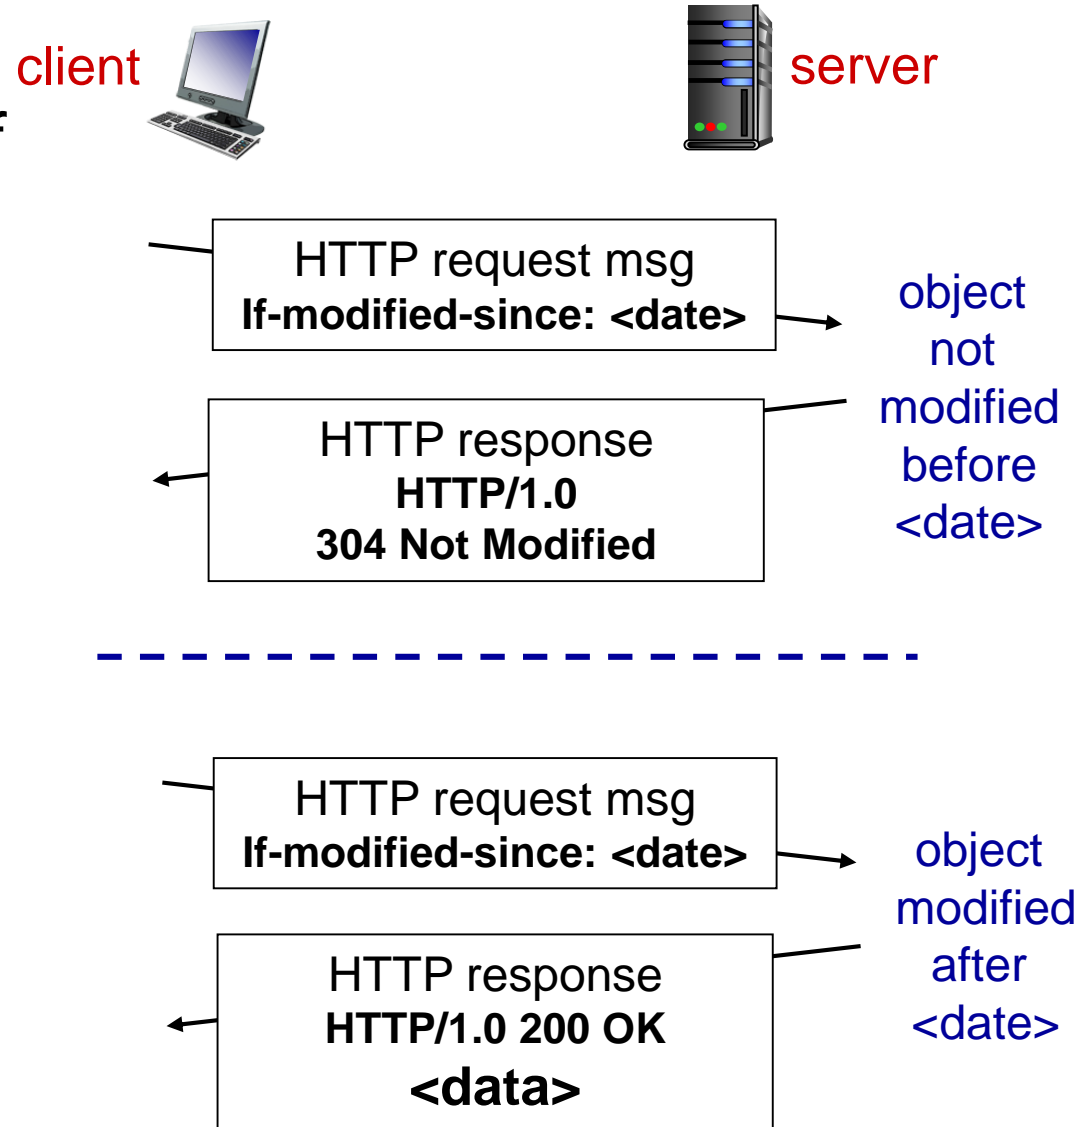 client
server
f
HTTP request msg
If-modified-since: <date>
object
not
modified
before
<date>
HTTP response
HTTP/1.0
304 Not Modified
HTTP request msg
If-modified-since: <date>
object
modified
after
<date>
HTTP response
HTTP/1.0 200 OK
<data>